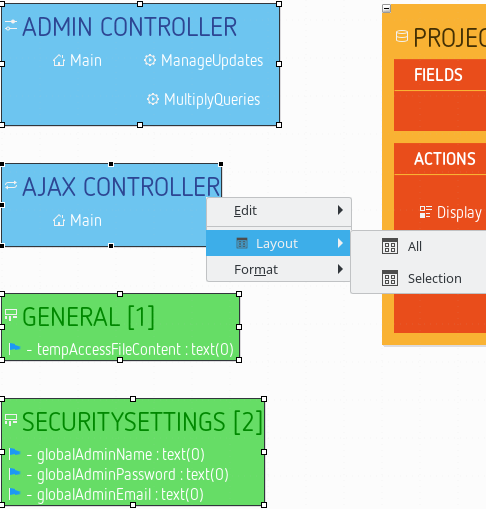 ADMIN CONTROLLER
Main
ManageUpdates
MultiplyQueries
AJAX CONTROLLER
Main
GENERAL [1]
- tempAccessFileContent : text(0)
SECURITYSETTINGS [2]
- globalAdminName : text(0)
- globalAdminPassword : text(0)
- globalAdminEmail : text(0)
Edit
Layout
Format
All
Selection
PROJEC
FIELDS
ACTIONS
Display